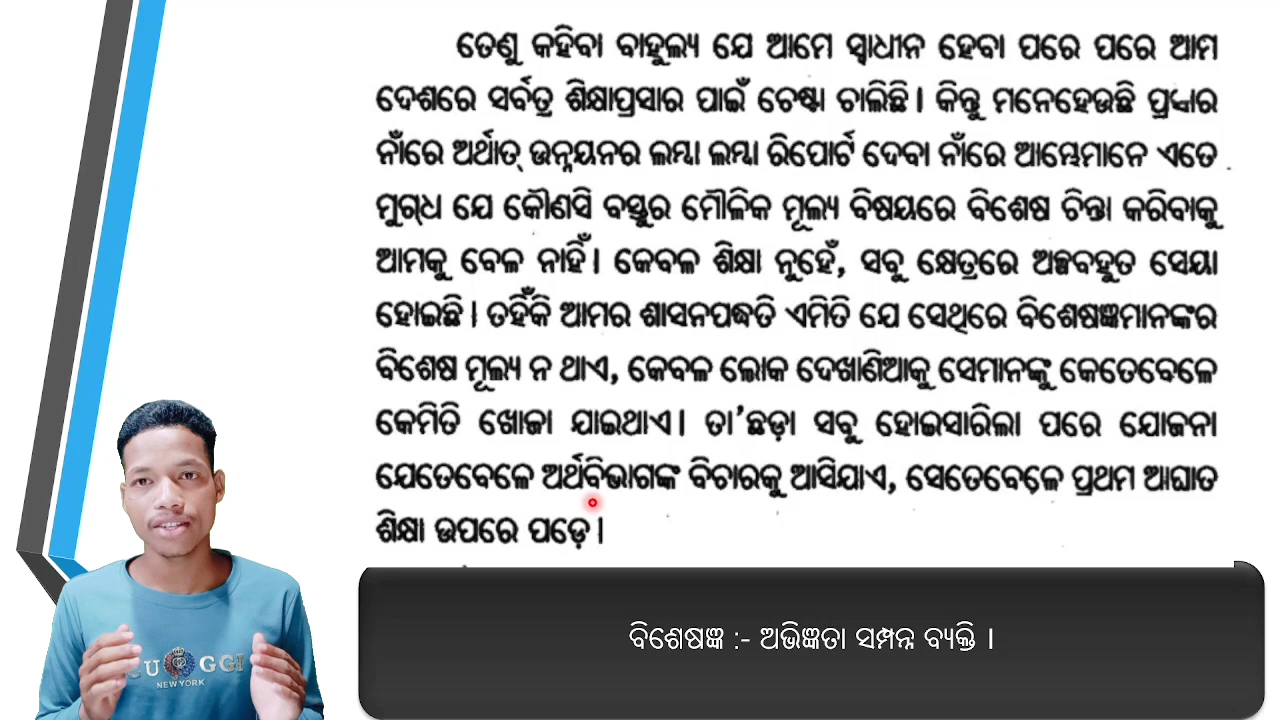 ତେଣୁ କହିବା ବାହୁଲ୍ୟ ଯେ ଆମେ ସ୍ୱାଧୀନ ହେବା ପରେ ପରେ ଆମ
ଦେଶରେ ସର୍ବତ୍ର ଶିକ୍ଷାପ୍ରସାର ପାଇଁ ଚେଷ୍ଟା ଚାଲିଛି। କିନ୍ତୁ ମନେହେଉଛି ପ୍ରସାର
ନାଁରେ ଅର୍ଥାତ୍ ଉନ୍ନୟନର ଲମ୍ବା ଲମ୍ବା ରିପୋର୍ଟ ଦେବା ନାଁରେ ଆମ୍ଭେମାନେ ଏତେ
ମୁଗ୍‌ଧ ଯେ କୌଣସି ବସ୍ତୁର ମୌଳିକ ମୂଲ୍ୟ ବିଷୟରେ ବିଶେଷ ଚିନ୍ତା କରିବାକୁ
ଆମକୁ ବେଳ ନାହିଁ। କେବଳ ଶିକ୍ଷା ନୁହେଁ, ସବୁ କ୍ଷେତ୍ରରେ ଅଳ୍ପବହୁତ ସେୟା
ହୋଇଛି। ତହିଁକି ଆମର ଶାସନପଦ୍ଧତି ଏମିତି ଯେ ସେଥିରେ ବିଶେଷଜ୍ଞମାନଙ୍କର
ବିଶେଷ ମୂଲ୍ୟ ନ ଥାଏ, କେବଳ ଲୋକ ଦେଖାଣିଆକୁ ସେମାନଙ୍କୁ କେତେବେଳେ
କେମିତି ଖୋଜା ଯାଇଥାଏ। ତା'ଛଡ଼ା ସବୁ ହୋଇସାରିଲା ପରେ ଯୋଜନା
ଯେତେବେଳେ ଅର୍ଥବିଭାଗଙ୍କ ବିଚାରକୁ ଆସିଯାଏ, ସେତେବେଳେ ପ୍ରଥମ ଆଘାତ
ଶିକ୍ଷା ଉପରେ ପଡ଼େ।
ବିଶେଷଜ୍ଞ :- ଅଭିଜ୍ଞତା ସମ୍ପନ୍ନ ବ୍ୟକ୍ତି ।
GUOGGI
NEW YORK